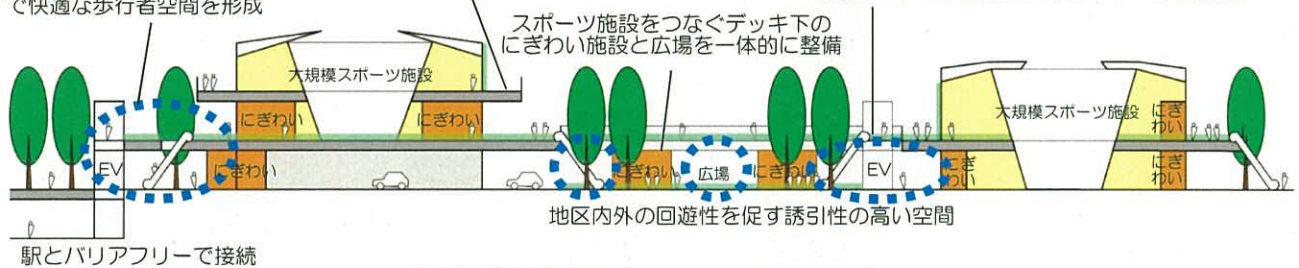 で快適な歩行者空間を形成
スポーツ施設をつなぐデッキ下の
にぎわい施設と広場を一体的に整備
大規模スポーツ施設
大規模スポーツ施設
にぎわい
にぎわい
にぎ
わい
EV
にぎわい
にぎわい
広場
にぎわい
EV
にぎ
わい
にぎ
わい
地区内外の回遊性を促す誘引性の高い空間
駅とバリアフリーで接続